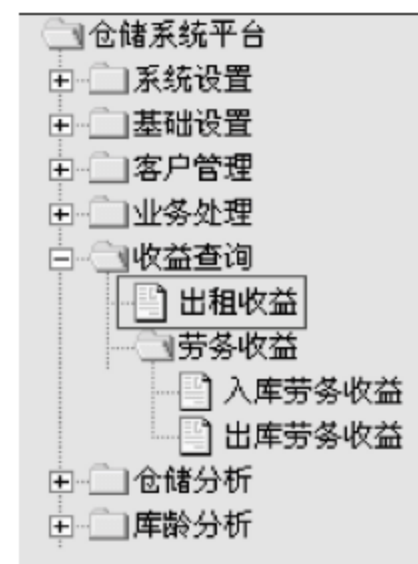 仓储系统平台
系统设置
基础设置
客户管理
业务处理
收益查询
出租收益
劳务收益
入库劳务收益
出库劳务收益
仓储分析
库龄分析